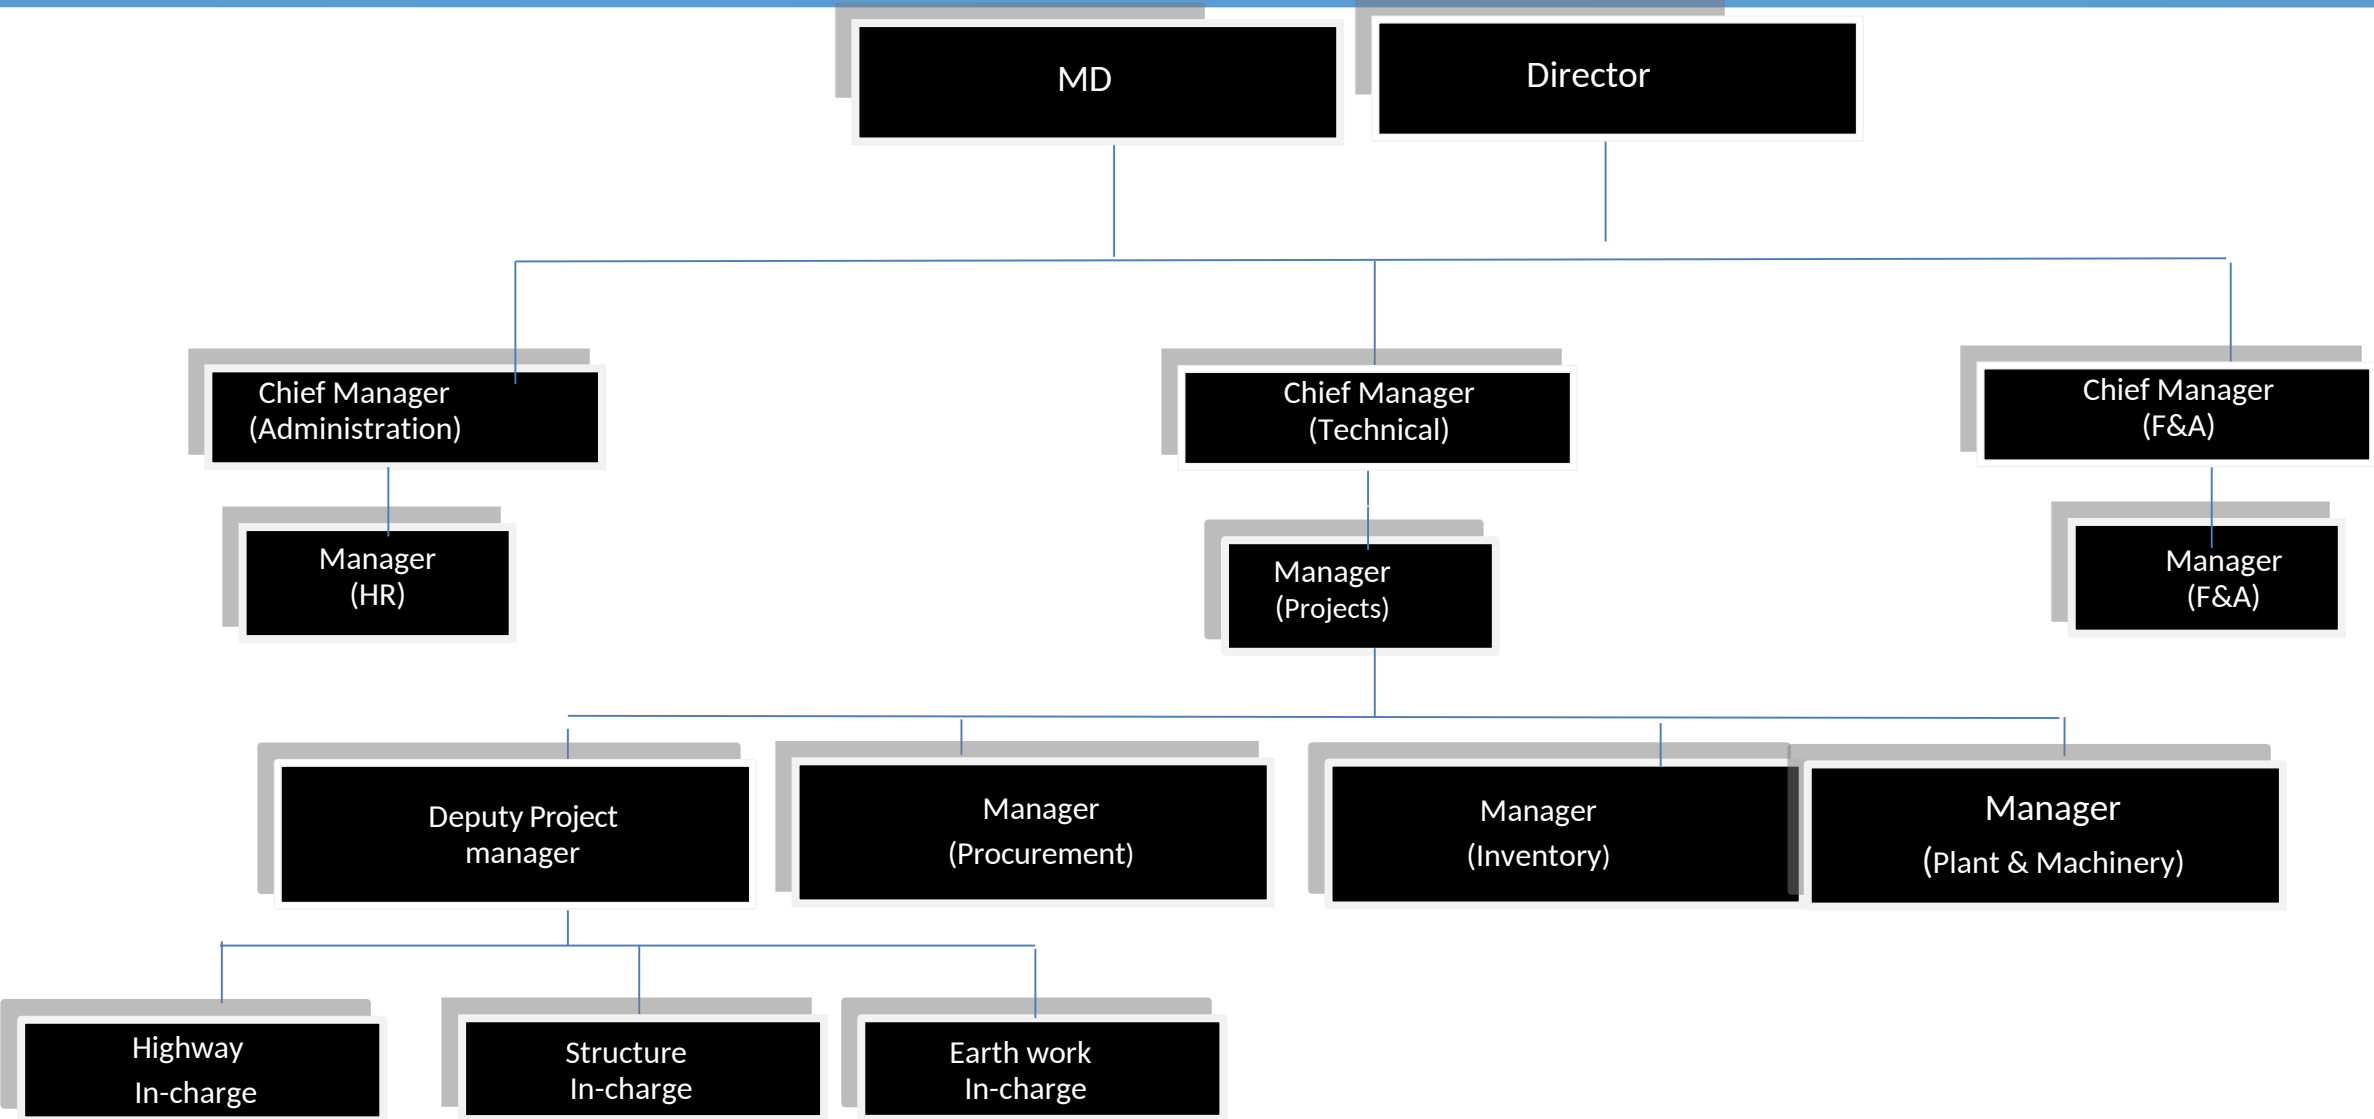 MD
Director
Chief Manager
(Administration)
Chief Manager
(Technical)
Chief Manager
(F&A)
Manager
(HR)
Manager
(Projects)
Manager
(F&A)
Deputy Project
manager
Manager
(Procurement)
Manager
(Inventory)
Manager
(Plant & Machinery)
Highway
In-charge
Structure
In-charge
Earth work
In-charge